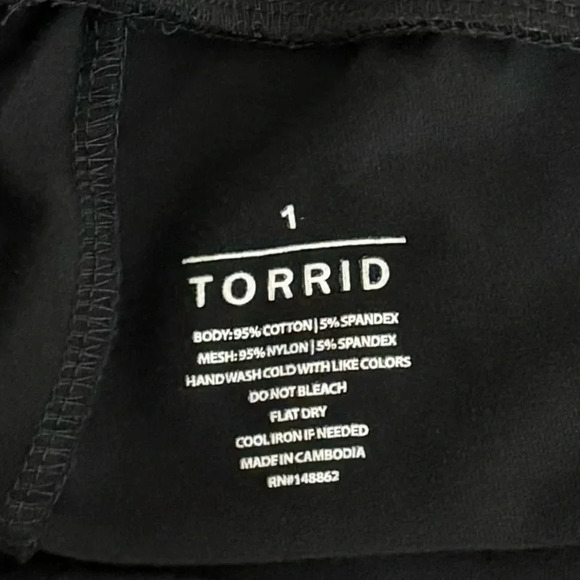 1
TORRID
BODY: 95% COTTON | 5% SPANDEX
MESH: 95% NYLON | 5% SPANDEX
HAND WASH COLD WITH LIKE COLORS
DO NOT BLEACH
FLAT DRY
COOL IRON IF NEEDED
MADE IN CAMBODIA
RN#148862